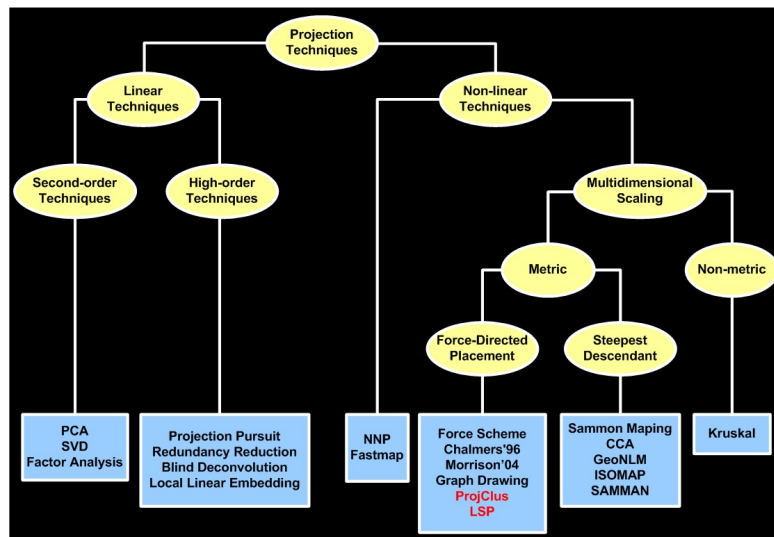 Projection
Techniques
Linear
Techniques
Non-linear
Techniques
Second-order
Techniques
High-order
Techniques
Multidimensional
Scaling
Metric
Non-metric
Force-Directed
Placement
Steepest
Descendant
PCA
SVD
Factor Analysis
Projection Pursuit
Redundancy Reduction
Blind Deconvolution
Local Linear Embedding
NNP
Fastmap
Force Scheme
Chalmers'96
Morrison'04
Graph Drawing
ProjClus
LSP
Sammon Maping
CCA
GeoNLM
ISOMAP
SAMMAN
Kruskal